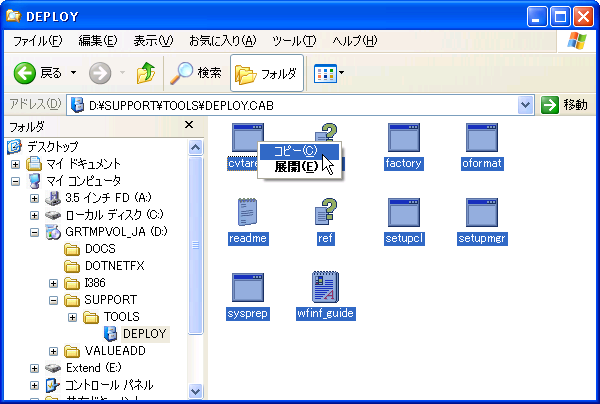 DEPLOY
ファイル(F) 編集(E) 表示(V) お気に入り(A) ツール(T) ヘルプ(H)
戻る 検索 フォルダ
アドレス(D) D:¥SUPPORT¥TOOLS¥DEPLOY.CAB 移動
フォルダ
デスクトップ
マイ ドキュメント
マイ コンピュータ
3.5 インチ FD (A:)
ローカル ディスク (C:)
GRTMPVOL_JA (D:)
DOCS
DOTNETFX
I386
SUPPORT
TOOLS
DEPLOY
VALUEADD
Extend (E:)
コントロール パネル
コピー(C)
展開(E)
factory
oformat
readme
ref
setupcl
setupmgr
sysprep
wfinf_guide